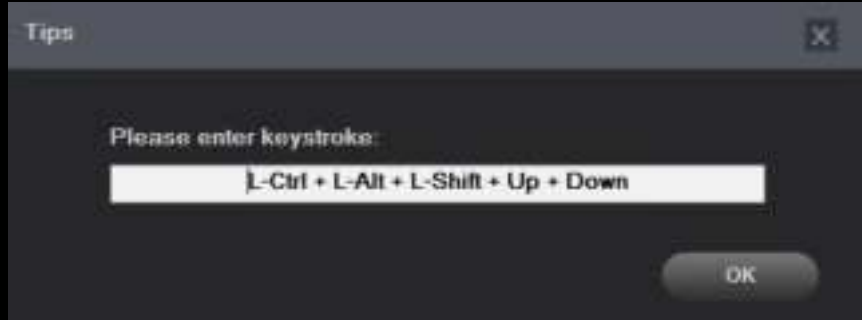 Tips
Please enter keystroke:
L-Ctrl + L-Alt + L-Shift + Up + Down
OK